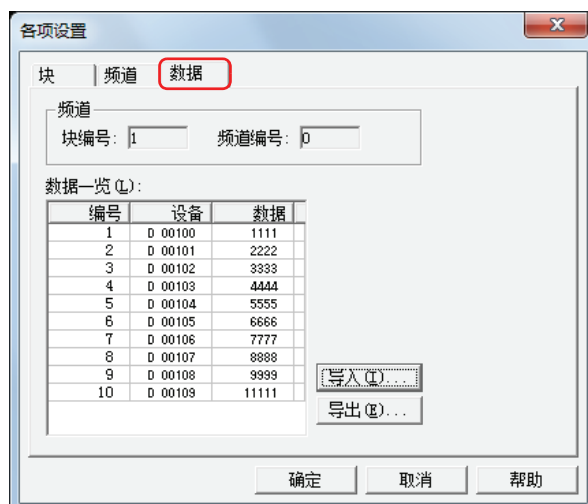 各项设置
块 频道 数据
频道
块编号: 1 频道编号: 0
数据一览(L):
编号 设备 数据
1 D 00100 1111
2 D 00101 2222
3 D 00102 3333
4 D 00103 4444
5 D 00104 5555
6 D 00105 6666
7 D 00106 7777
8 D 00107 8888
9 D 00108 9999
10 D 00109 11111
导入(I)...
导出(E)...
确定 取消 帮助